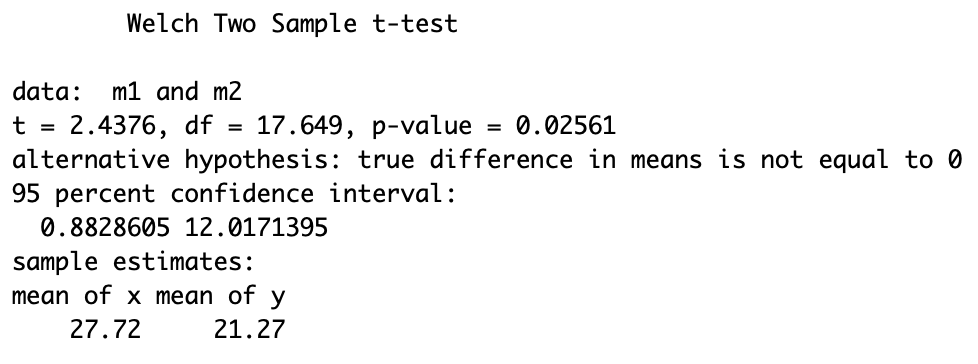 Welch Two Sample t-test
data:  m1 and m2
t = 2.4376, df = 17.649, p-value = 0.02561
alternative hypothesis: true difference in means is not equal to 0
95 percent confidence interval:
0.8828605 12.0171395
sample estimates:
mean of x mean of y
27.72     21.27